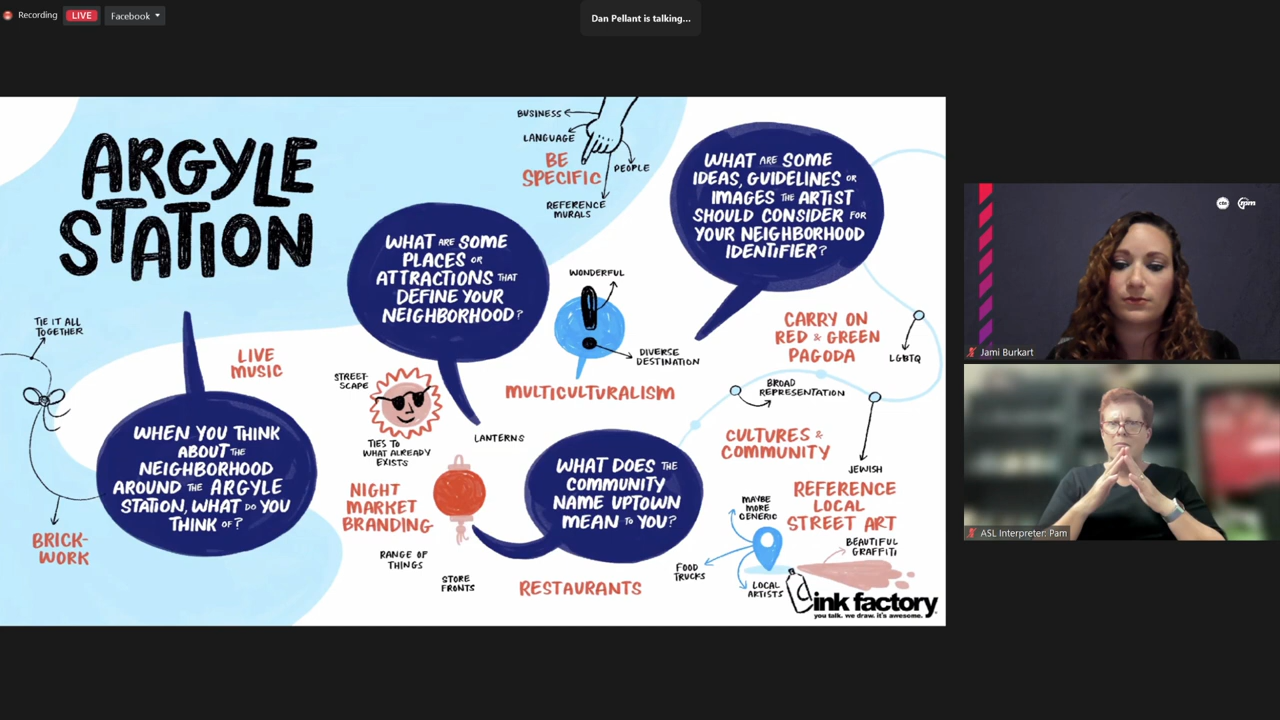 Recording
LIVE
Facebook
Dan Pellant is talking...
ARGYLE
STATION
BUSINESS
LANGUAGE
BE
SPECIFIC
PEOPLE
REFERENCE
MURALS
WHAT ARE SOME
IDEAS, GUIDELINES OR
IMAGES THE ARTIST
SHOULD CONSIDER FOR
YOUR NEIGHBORHOOD
IDENTIFIER?
WHAT ARE SOME
PLACES OR
ATTRACTIONS THAT
DEFINE YOUR
NEIGHBORHOOD?
WONDERFUL
DIVERSE
DESTINATION
MULTICULTURALISM
CARRY ON
RED & GREEN
PAGODA
LGBTQ
TIE IT ALL
TOGETHER
LIVE
MUSIC
STREET-
SCAPE
TIES TO
WHAT ALREADY
EXISTS
LANTERNS
BROAD
REPRESENTATION
CULTURES &
COMMUNITY
JEWISH
WHEN YOU THINK
ABOUT THE
NEIGHBORHOOD
AROUND THE ARGYLE
STATION, WHAT DO YOU
THINK OF?
WHAT DOES THE
COMMUNITY
NAME UPTOWN
MEAN TO YOU?
NIGHT
MARKET
BRANDING
BRICK-
WORK
RANGE OF
THINGS
STORE
FRONTS
RESTAURANTS
MAYBE
MORE
GENERIC
FOOD
TRUCKS
LOCAL
ARTISTS
REFERENCE
LOCAL
STREET ART
BEAUTIFUL
GRAFFITI
ink factory
you talk. we draw. it's awesome.
cta
rpm
Jami Burkart
ASL Interpreter: Pam